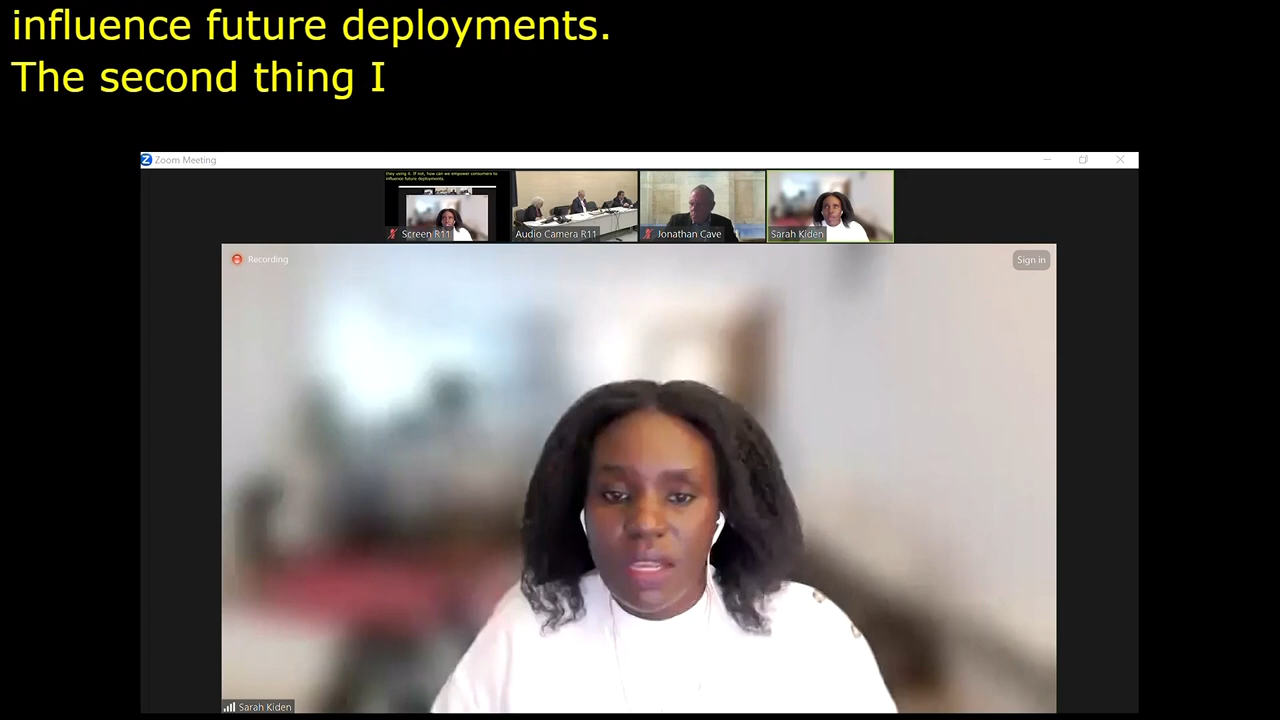 influence future deployments.
The second thing I
Zoom Meeting
they using it. If not, how can we empower consumers to
influence future deployments.
Screen R11
Audio Camera R11
Jonathan Cave
Sarah Kiden
Recording
Sign in
Sarah Kiden